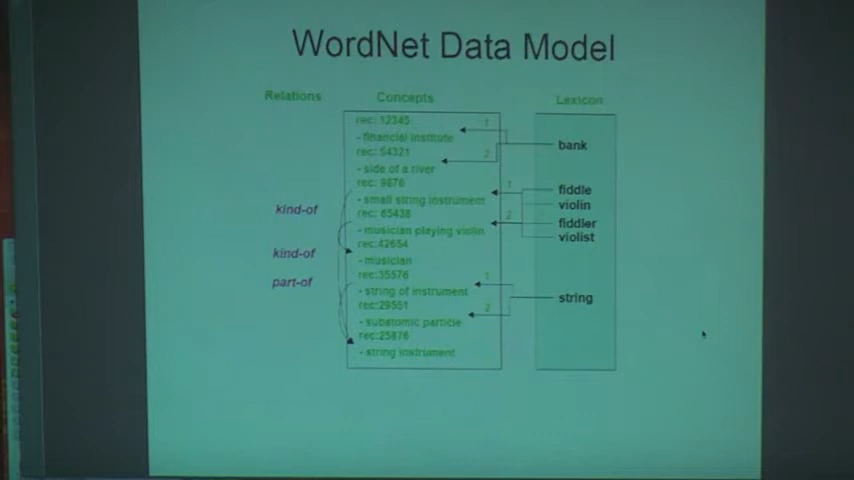 WordNet Data Model
Relations Concepts Lexicon
rec: 12345
- financial institute
rec: 54321
- side of a river
rec: 9876
- small string instrument
rec: 65438
- musician playing violin
rec:42654
- musician
rec:35576
- string of instrument
rec:29551
- subatomic particle
rec:25876
- string instrument
kind-of
kind-of
part-of
1
2
1
2
1
2
bank
fiddle
violin
fiddler
violist
string